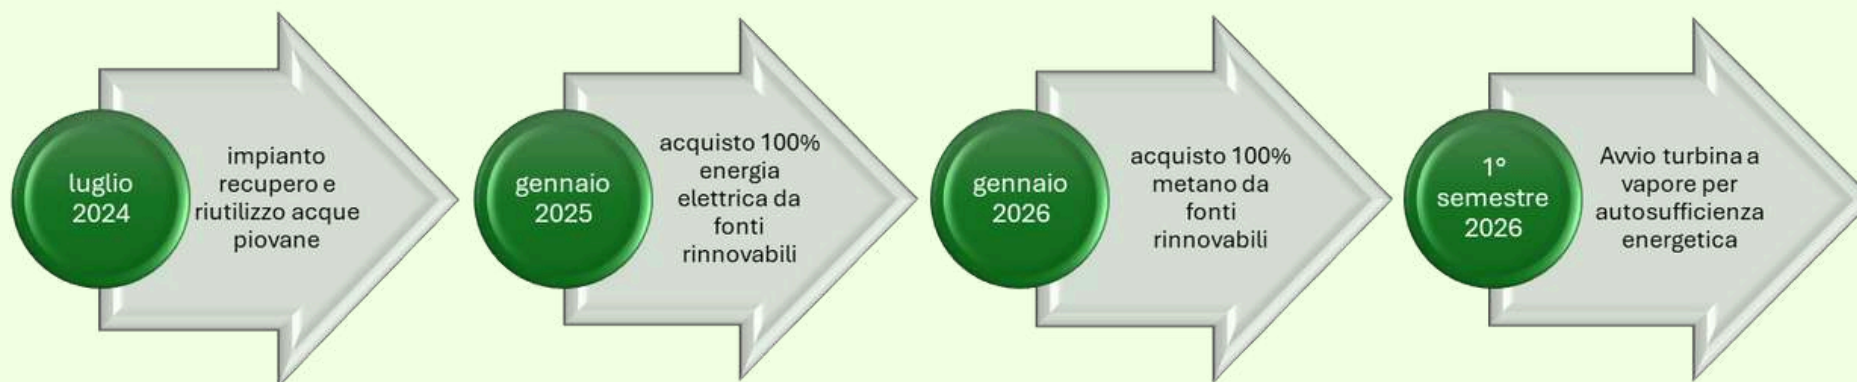 luglio
2024
impianto
recupero e
riutilizzo acque
piovane
gennaio
2025
acquisto 100%
energia
elettrica da
fonti
rinnovabili
gennaio
2026
acquisto 100%
metano da
fonti
rinnovabili
1°
semestre
2026
Avvio turbina a
vapore per
autosufficienza
energetica